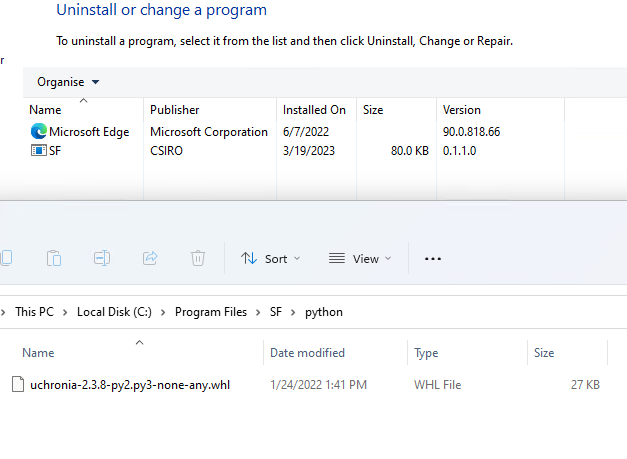 Uninstall or change a program
To uninstall a program, select it from the list and then click Uninstall, Change or Repair.
r
Organise
Name Publisher Installed On Size Version
Microsoft Edge Microsoft Corporation 6/7/2022 90.0.818.66
SF CSIRO 3/19/2023 80.0 KB 0.1.1.0
Sort View
This PC > Local Disk (C:) > Program Files > SF > python
Name Date modified Type Size
uchronia-2.3.8-py2.py3-none-any.whl 1/24/2022 1:41 PM WHL File 27 KB